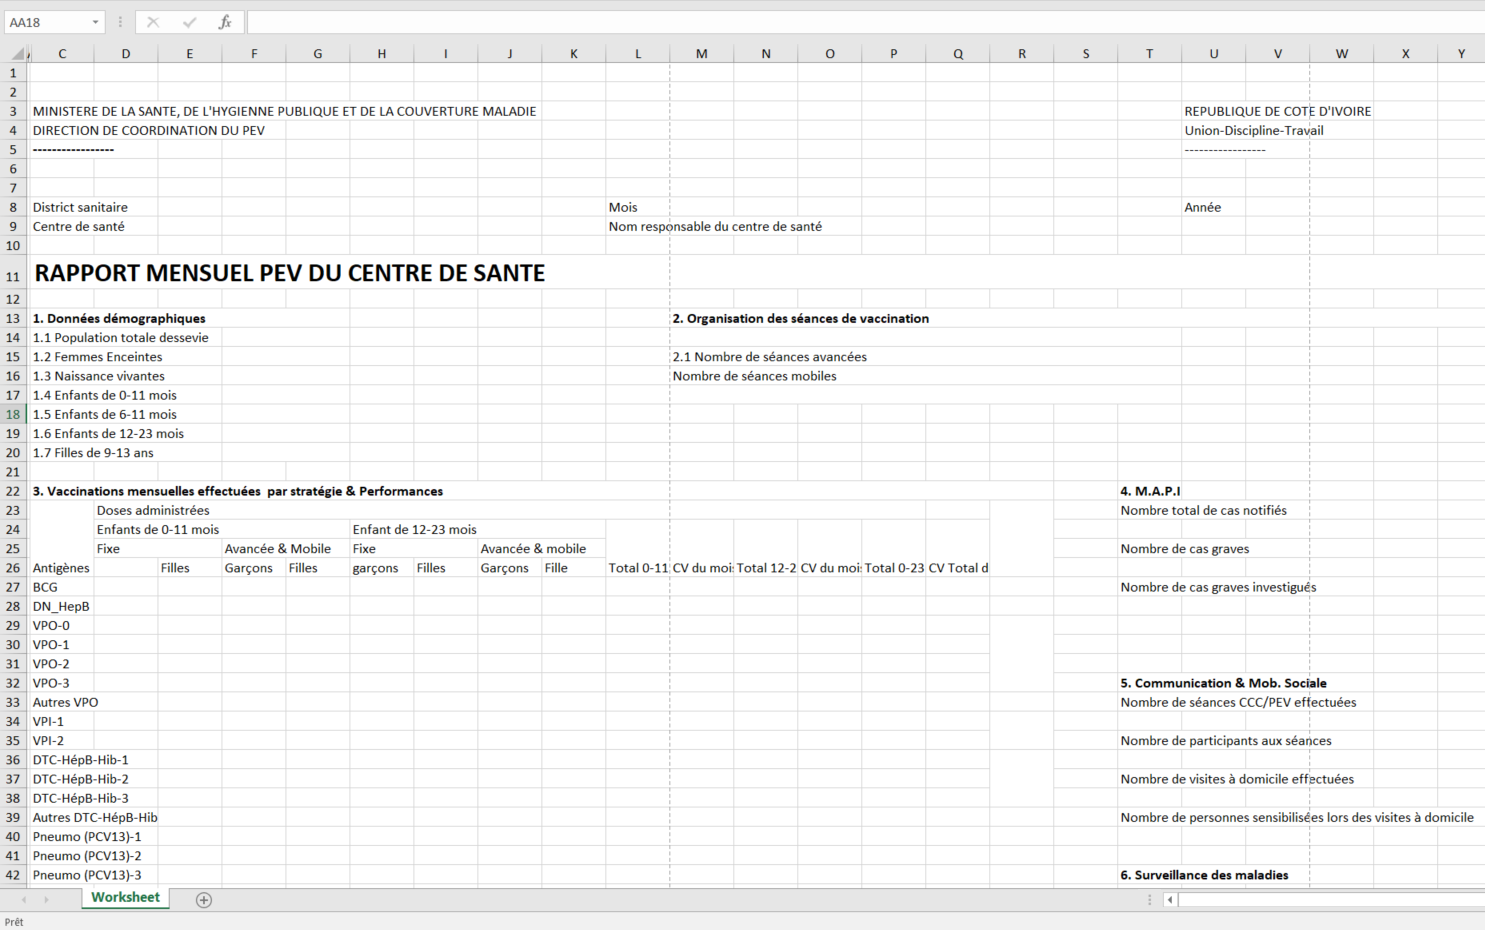 AA18
fx
C D E F G H I J K L M N O P Q R S T U V W X Y
1
2
3 MINISTERE DE LA SANTE, DE L'HYGIENNE PUBLIQUE ET DE LA COUVERTURE MALADIE REPUBLIQUE DE COTE D'IVOIRE
4 DIRECTION DE COORDINATION DU PEV Union-Discipline-Travail
5 ----------------- -----------------
6
7
8 District sanitaire Mois Année
9 Centre de santé Nom responsable du centre de santé
10
11 RAPPORT MENSUEL PEV DU CENTRE DE SANTE
12
13 1. Données démographiques 2. Organisation des séances de vaccination
14 1.1 Population totale dessevie
15 1.2 Femmes Enceintes 2.1 Nombre de séances avancées
16 1.3 Naissance vivantes Nombre de séances mobiles
17 1.4 Enfants de 0-11 mois
18 1.5 Enfants de 6-11 mois
19 1.6 Enfants de 12-23 mois
20 1.7 Filles de 9-13 ans
21
22 3. Vaccinations mensuelles effectuées par stratégie & Performances 4. M.A.P.I
23 Doses administrées Nombre total de cas notifiés
24 Enfants de 0-11 mois Enfant de 12-23 mois
25 Fixe Avancée & Mobile Fixe Avancée & mobile Nombre de cas graves
26 Antigènes Filles Garçons Filles garçons Filles Garçons Fille Total 0-11 CV du moi Total 12-2 CV du moi Total 0-23 CV Total d
27 BCG Nombre de cas graves investigués
28 DN_HepB
29 VPO-0
30 VPO-1
31 VPO-2
32 VPO-3 5. Communication & Mob. Sociale
33 Autres VPO Nombre de séances CCC/PEV effectuées
34 VPI-1
35 VPI-2 Nombre de participants aux séances
36 DTC-HépB-Hib-1
37 DTC-HépB-Hib-2 Nombre de visites à domicile effectuées
38 DTC-HépB-Hib-3
39 Autres DTC-HépB-Hib Nombre de personnes sensibilisées lors des visites à domicile
40 Pneumo (PCV13)-1
41 Pneumo (PCV13)-2
42 Pneumo (PCV13)-3 6. Surveillance des maladies
Worksheet
Prêt